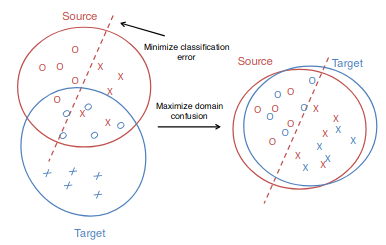 Source
Minimize classification
error
Source
Target
Maximize domain
confusion
Target